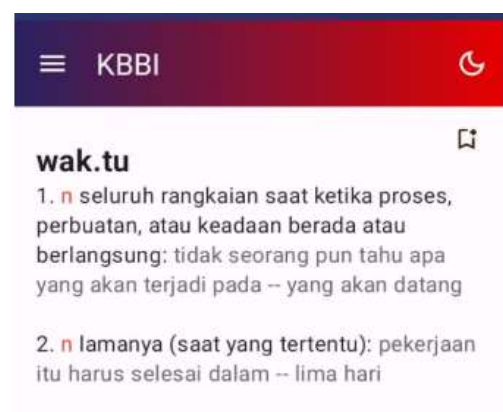 KBBI
wak.tu
1. n seluruh rangkaian saat ketika proses,
perbuatan, atau keadaan berada atau
berlangsung: tidak seorang pun tahu apa
yang akan terjadi pada -- yang akan datang
2. n lamanya (saat yang tertentu): pekerjaan
itu harus selesai dalam -- lima hari